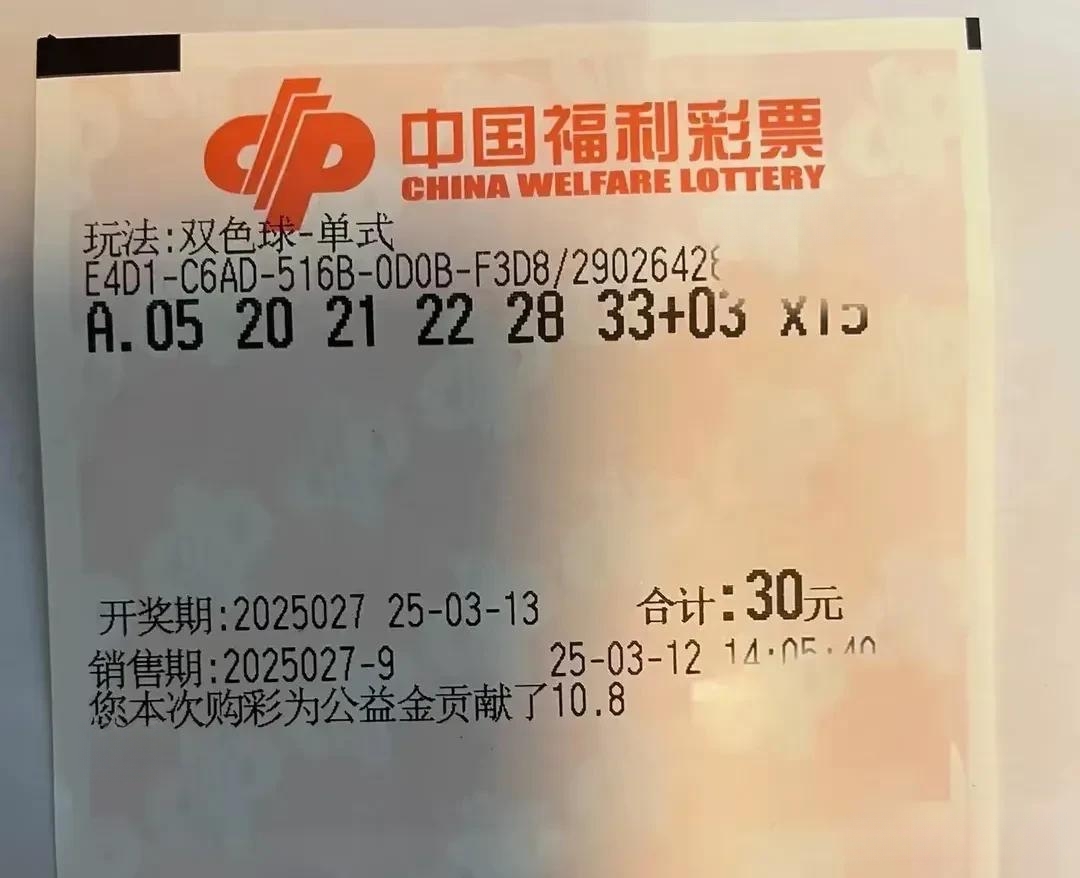 中国福利彩票
CHINA WELFARE LOTTERY
玩法:双色球-单式
E4D1-C6AD-516B-0D0B-F3D8/29026428
A.05 20 21 22 28 33+03 X15
开奖期:2025027 25-03-13 合计:30元
销售期:2025027-9 25-03-12 14:05:40
您本次购彩为公益金贡献了10.8